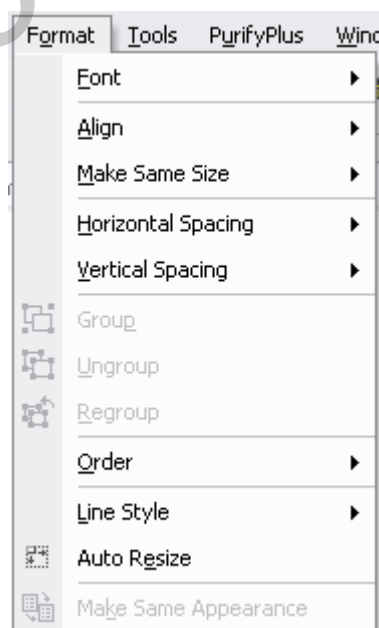 Format Tools PurifyPlus
Font
Align
Make Same Size
Horizontal Spacing
Vertical Spacing
Group
Ungroup
Regroup
Order
Line Style
Auto Resize
Make Same Appearance